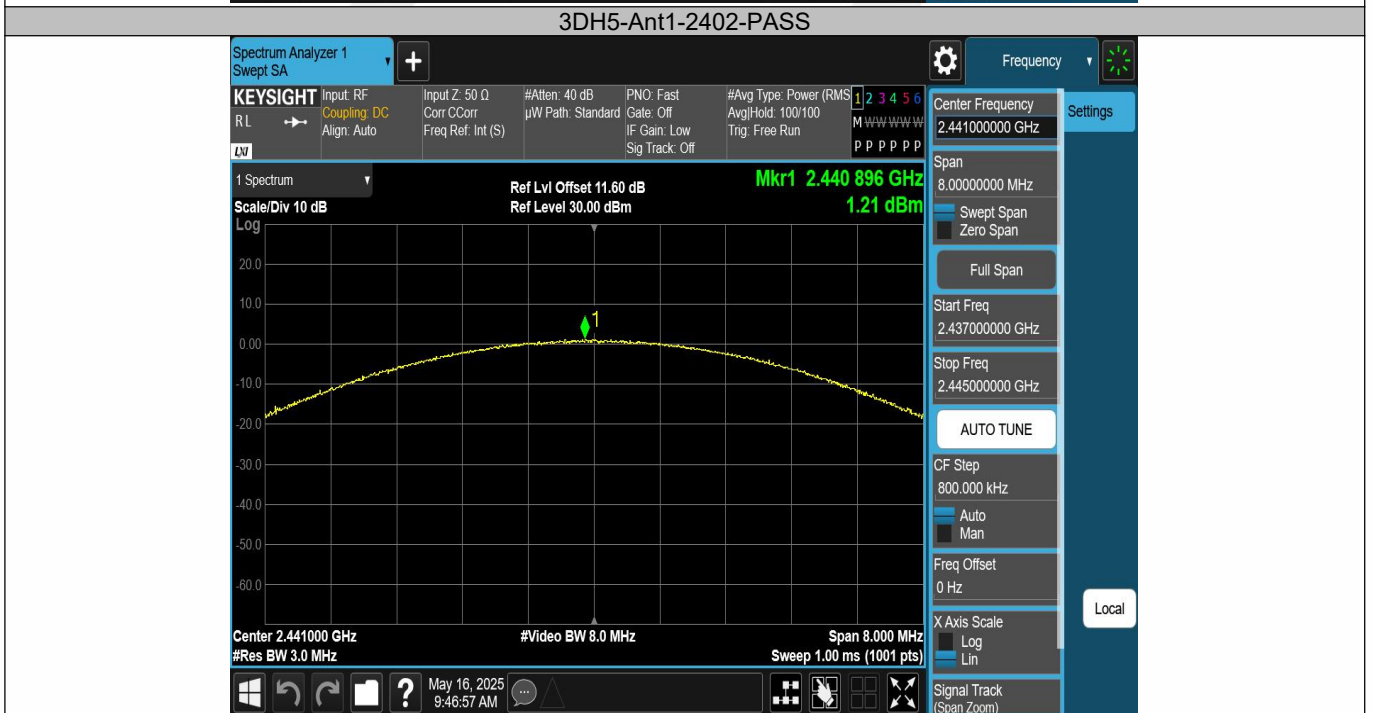 3DH5-Ant1-2402-PASS
Spectrum Analyzer 1
Swept SA
Frequency
KEYSIGHT
RL
LXI
Input: RF
Coupling: DC
Align: Auto
Input Z: 50 Ω
Corr CCorr
Freq Ref: Int (S)
#Atten: 40 dB
µW Path: Standard
PNO: Fast
Gate: Off
IF Gain: Low
Sig Track: Off
#Avg Type: Power (RMS
Avg|Hold: 100/100
Trig: Free Run
1 2 3 4 5 6
M W W W W W
P P P P P P
1 Spectrum
Scale/Div 10 dB
Ref Lvl Offset 11.60 dB
Ref Level 30.00 dBm
Mkr1 2.440 896 GHz
1.21 dBm
Log
20.0
10.0
0.00
-10.0
-20.0
-30.0
-40.0
-50.0
-60.0
1
Center 2.441000 GHz
#Res BW 3.0 MHz
#Video BW 8.0 MHz
Span 8.000 MHz
Sweep 1.00 ms (1001 pts)
Center Frequency
2.441000000 GHz
Settings
Span
8.00000000 MHz
Swept Span
Zero Span
Full Span
Start Freq
2.437000000 GHz
Stop Freq
2.445000000 GHz
AUTO TUNE
CF Step
800.000 kHz
Auto
Man
Freq Offset
0 Hz
X Axis Scale
Log
Lin
Signal Track
(Span Zoom)
Local
?
May 16, 2025
9:46:57 AM